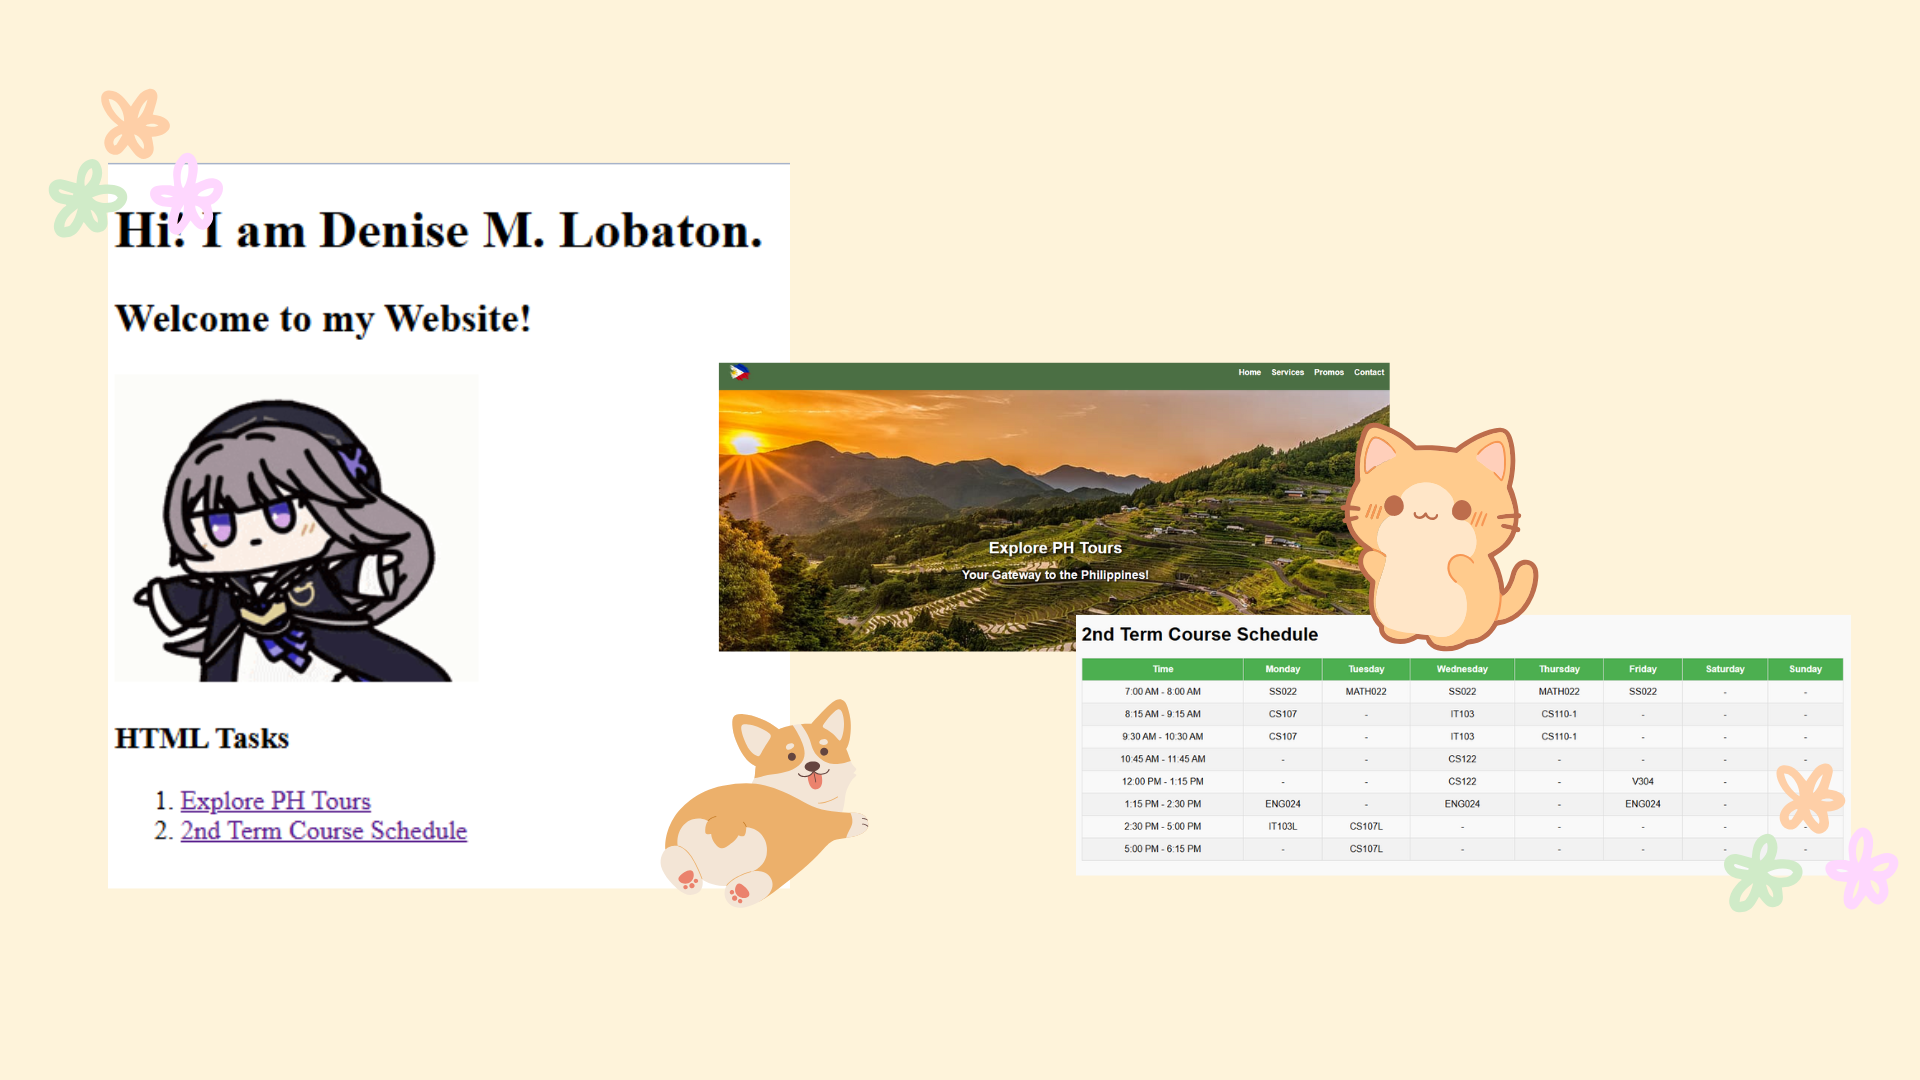 Hi! I am Denise M. Lobaton.
Welcome to my Website!
HTML Tasks
1. Explore PH Tours
2. 2nd Term Course Schedule
Home Services Promos Contact
Explore PH Tours
Your Gateway to the Philippines!
2nd Term Course Schedule
Time Monday Tuesday Wednesday Thursday Friday Saturday Sunday
7:00 AM - 8:00 AM SS022 MATH022 SS022 MATH022 SS022 - -
8:15 AM - 9:15 AM CS107 - IT103 CS110-1 - - -
9:30 AM - 10:30 AM CS107 - IT103 CS110-1 - - -
10:45 AM - 11:45 AM - - CS122 - - - -
12:00 PM - 1:15 PM - - CS122 - V304 - -
1:15 PM - 2:30 PM ENG024 - ENG024 - ENG024 - -
2:30 PM - 5:00 PM IT103L CS107L - - - - -
5:00 PM - 6:15 PM - CS107L - - - - -